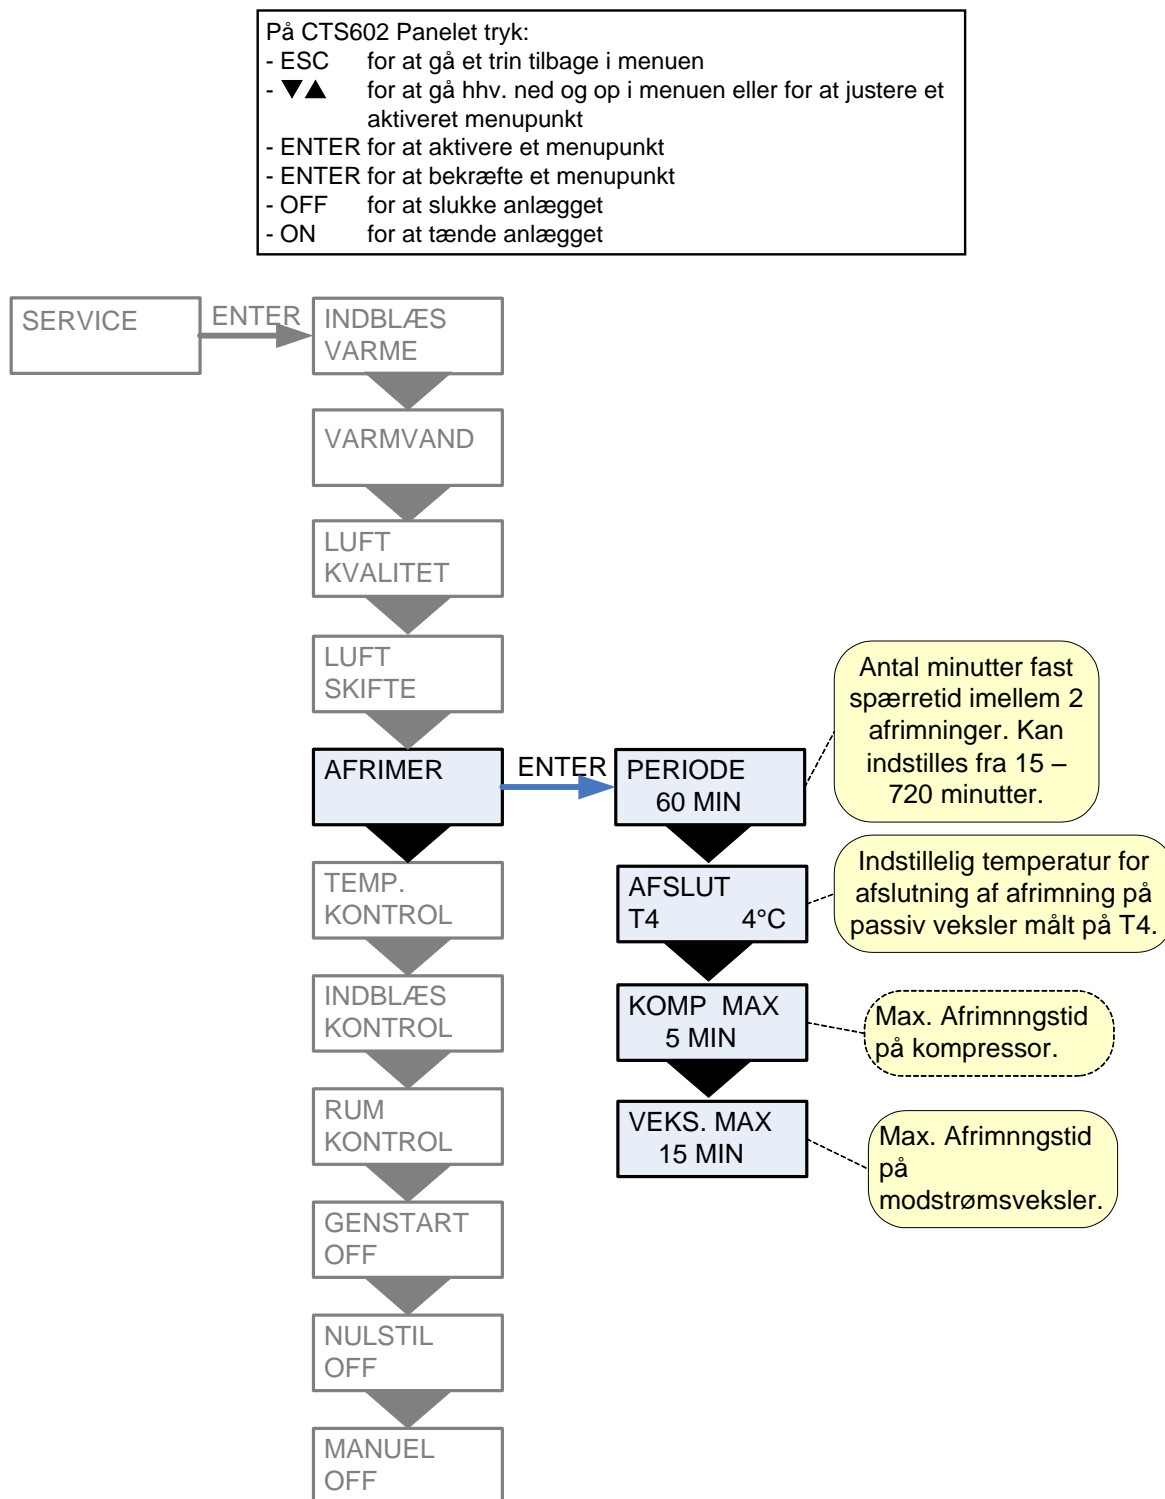 På CTS602 Panelet tryk:
- ESC for at gå et trin tilbage i menuen
- ▼▲ for at gå hhv. ned og op i menuen eller for at justere et
aktiveret menupunkt
- ENTER for at aktivere et menupunkt
- ENTER for at bekræfte et menupunkt
- OFF for at slukke anlægget
- ON for at tænde anlægget
SERVICE
ENTER
INDBLÆS
VARME
VARMVAND
LUFT
KVALITET
LUFT
SKIFTE
AFRIMER
ENTER
PERIODE
60 MIN
Antal minutter fast
spærretid imellem 2
afrimninger. Kan
indstilles fra 15 –
720 minutter.
AFSLUT
T4 4°C
Indstillelig temperatur for
afslutning af afrimning på
passiv veksler målt på T4.
KOMP MAX
5 MIN
Max. Afrimnngstid
på kompressor.
VEKS. MAX
15 MIN
Max. Afrimnngstid
på
modstrømsveksler.
TEMP.
KONTROL
INDBLÆS
KONTROL
RUM
KONTROL
GENSTART
OFF
NULSTIL
OFF
MANUEL
OFF